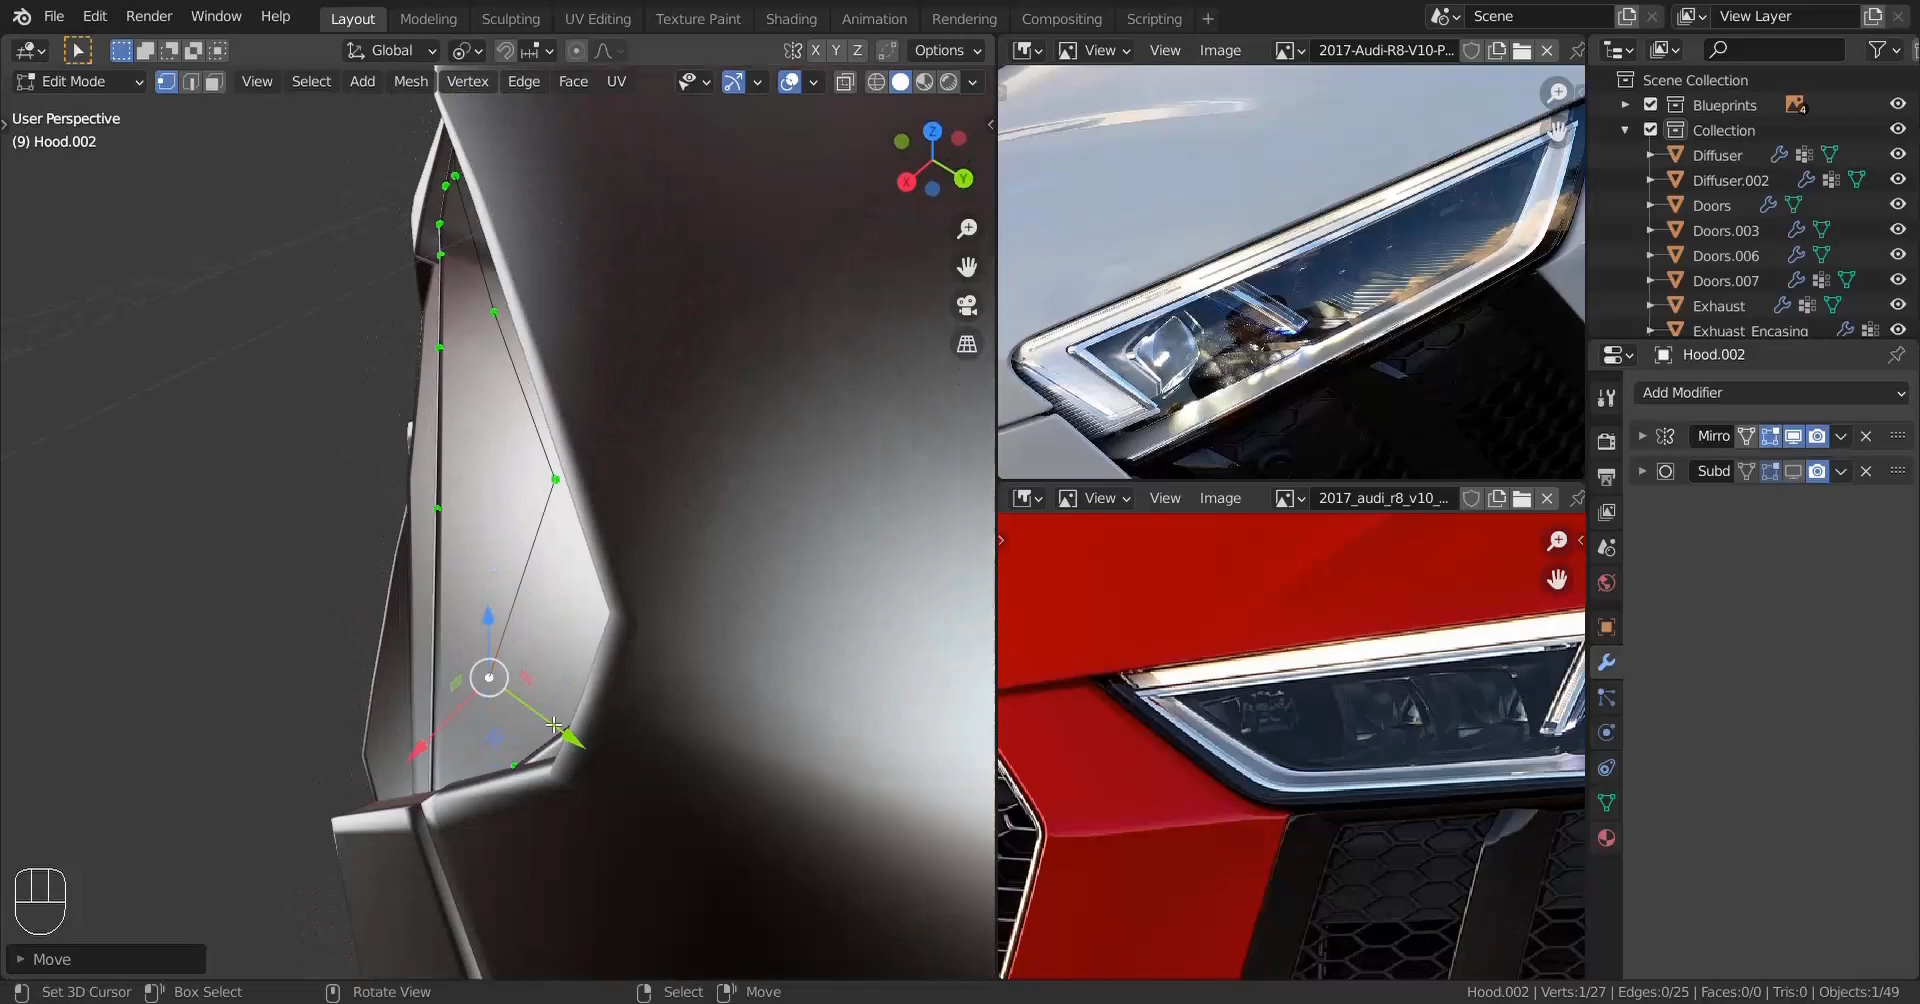 File Edit Render Window Help Layout Modeling Sculpting UV Editing Texture Paint Shading Animation Rendering Compositing Scripting + Scene View Layer
Global X Y Z Options
Edit Mode View Select Add Mesh Vertex Edge Face UV
User Perspective
(9) Hood.002
Z
X
Y
Move
View View Image 2017-Audi-R8-V10-P...
View View Image 2017_audi_r8_v10_...
Scene Collection
Blueprints 4
Collection
Diffuser
Diffuser.002
Doors
Doors.003
Doors.006
Doors.007
Exhaust
Exhuast Encasing
Hood.002
Add Modifier
Mirro
Subd
Set 3D Cursor Box Select Rotate View Select Move Hood.002 | Verts:1/27 | Edges:0/25 | Faces:0/0 | Tris:0 | Objects:1/49